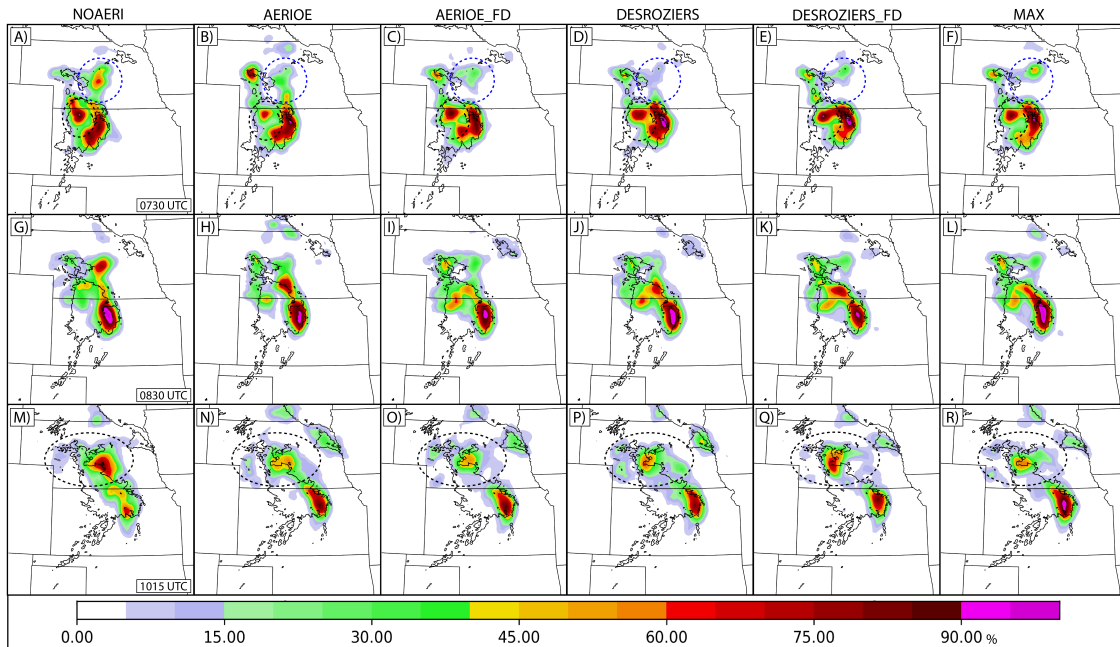 NOAERI AERIOE AERIOE_FD DESROZIERS DESROZIERS_FD MAX
A) B) C) D) E) F)
0730 UTC
G) H) I) J) K) L)
0830 UTC
M) N) O) P) Q) R)
1015 UTC
0.00 15.00 30.00 45.00 60.00 75.00 90.00 %